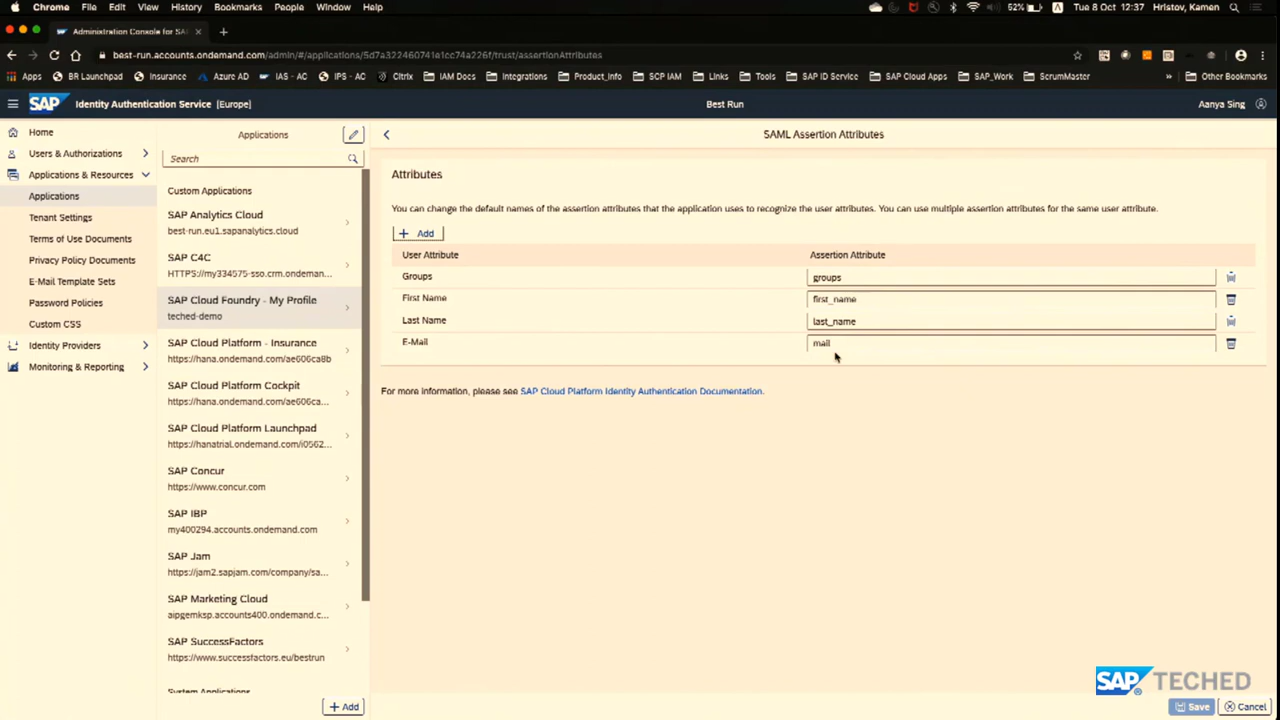 Chrome File Edit View History Bookmarks People Window Help 52% A Tue 8 Oct 12:37 Hristov, Kamen
Administration Console for SA
best-run.accounts.ondemand.com/admin/#/applications/5d7a322460741e1cc74a226f/trust/assertionAttributes
Apps BR Launchpad Insurance Azure AD IAS - AC IPS - AC Citrix IAM Docs Integrations Product_Info SCP IAM Links Tools SAP ID Service SAP Cloud Apps SAP_Work ScrumMaster » Other Bookmarks
SAP Identity Authentication Service [Europe] Best Run Aanya Sing
Home
Users & Authorizations
Applications & Resources
Applications
Tenant Settings
Terms of Use Documents
Privacy Policy Documents
E-Mail Template Sets
Password Policies
Custom CSS
Identity Providers
Monitoring & Reporting
Applications
Search
Custom Applications
SAP Analytics Cloud
best-run.eu1.sapanalytics.cloud
SAP C4C
HTTPS://my334575-sso.crm.ondeman...
SAP Cloud Foundry - My Profile
teched-demo
SAP Cloud Platform - Insurance
https://hana.ondemand.com/ae606ca8b
SAP Cloud Platform Cockpit
https://hana.ondemand.com/ae606ca...
SAP Cloud Platform Launchpad
https://hanatrial.ondemand.com/i0562...
SAP Concur
https://www.concur.com
SAP IBP
my400294.accounts.ondemand.com
SAP Jam
https://jam2.sapjam.com/company/sa...
SAP Marketing Cloud
aipgemksp.accounts400.ondemand.c...
SAP SuccessFactors
https://www.successfactors.eu/bestrun
System Applications
Add
SAML Assertion Attributes
Attributes
You can change the default names of the assertion attributes that the application uses to recognize the user attributes. You can use multiple assertion attributes for the same user attribute.
Add
User Attribute Assertion Attribute
Groups groups
First Name first_name
Last Name last_name
E-Mail mail
For more information, please see SAP Cloud Platform Identity Authentication Documentation.
SAP TECHED
Save Cancel